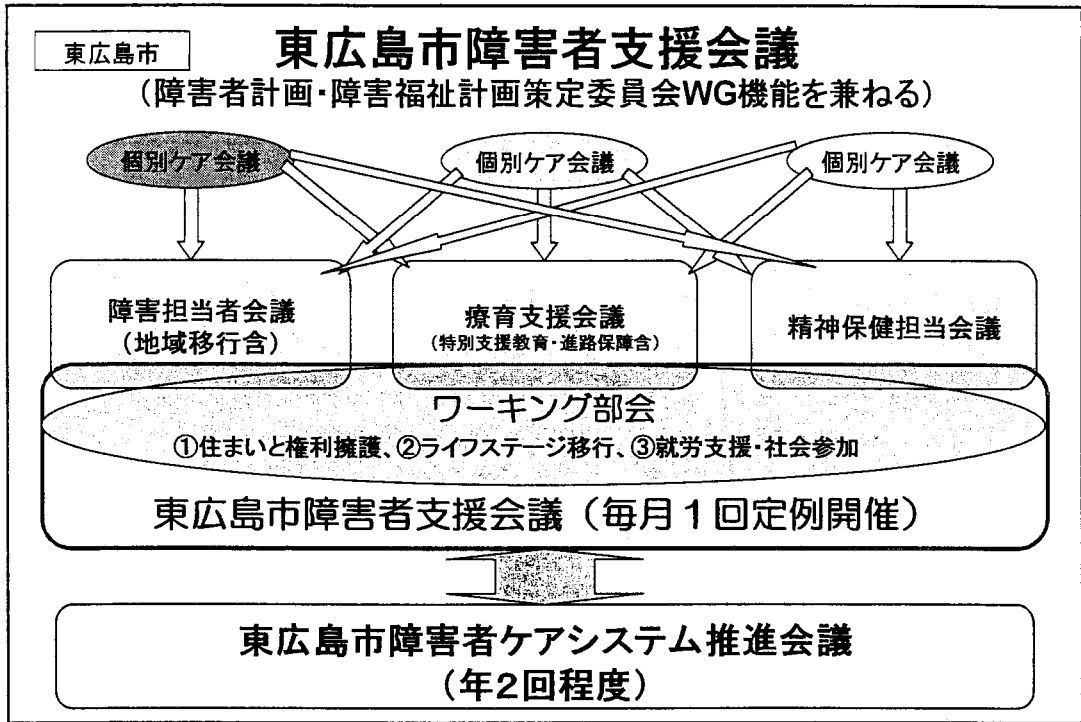 東広島市
東広島市障害者支援会議
(障害者計画・障害福祉計画策定委員会WG機能を兼ねる)
個別ケア会議
個別ケア会議
個別ケア会議
障害担当者会議
(地域移行含)
療育支援会議
(特別支援教育・進路保障含)
精神保健担当会議
ワーキング部会
①住まいと権利擁護、②ライフステージ移行、③就労支援・社会参加
東広島市障害者支援会議(毎月1回定例開催)
東広島市障害者ケアシステム推進会議
(年2回程度)